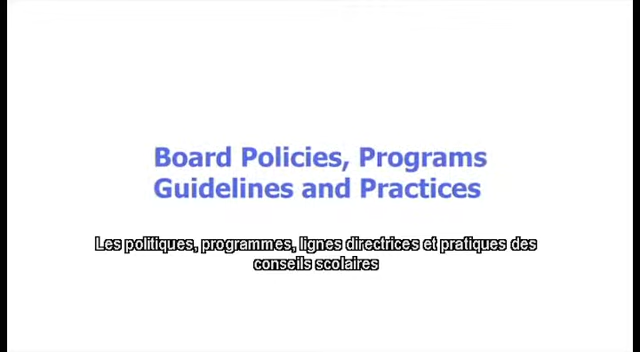 Board Policies, Programs
Guidelines and Practices
Les politiques, programmes, lignes directrices et pratiques des
conseils scolaires